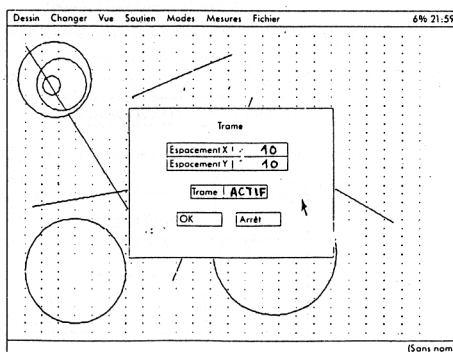 Dessin Changer Vue Soutien Modes Mesures Fichier 6% 21:59
Trame
Espacement X 10
Espacement Y 10
Trame ACTIF
OK Arrêt
(Sans nom